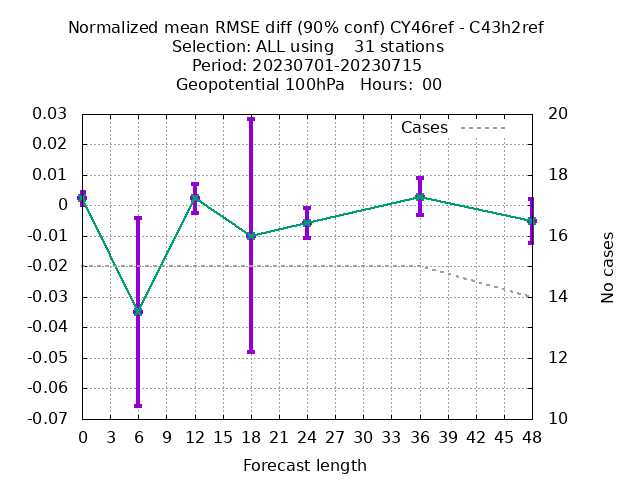 Normalized mean RMSE diff (90% conf) CY46ref - C43h2ref
Selection: ALL using    31 stations
Period: 20230701-20230715
Geopotential 100hPa   Hours:  00
Cases
0.03
0.02
0.01
0
-0.01
-0.02
-0.03
-0.04
-0.05
-0.06
-0.07
20
18
16
14
12
10
No cases
0 3 6 9 12 15 18 21 24 27 30 33 36 39 42 45 48
Forecast length